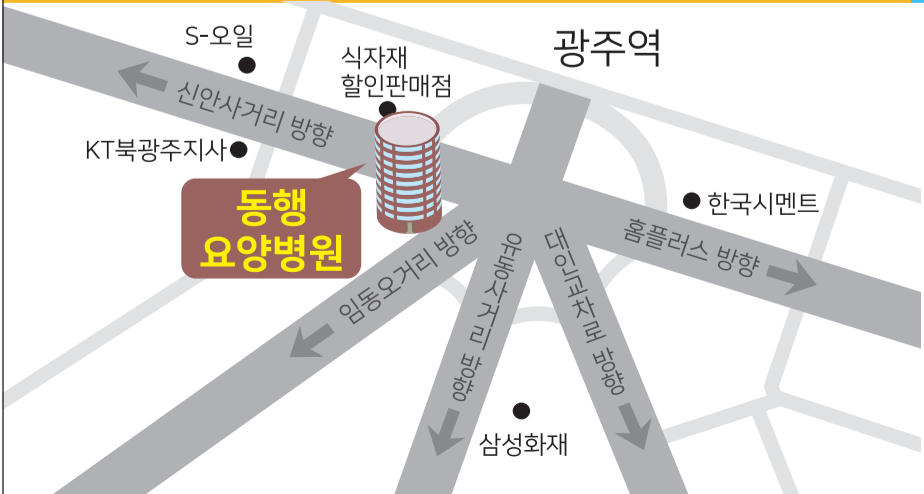 S-오일
광주역
식자재
할인판매점
신안사거리 방향
KT북광주지사
동행
요양병원
한국시멘트
홈플러스 방향
임동오거리 방향
유동사거리 방향
대인교차로 방향
삼성화재